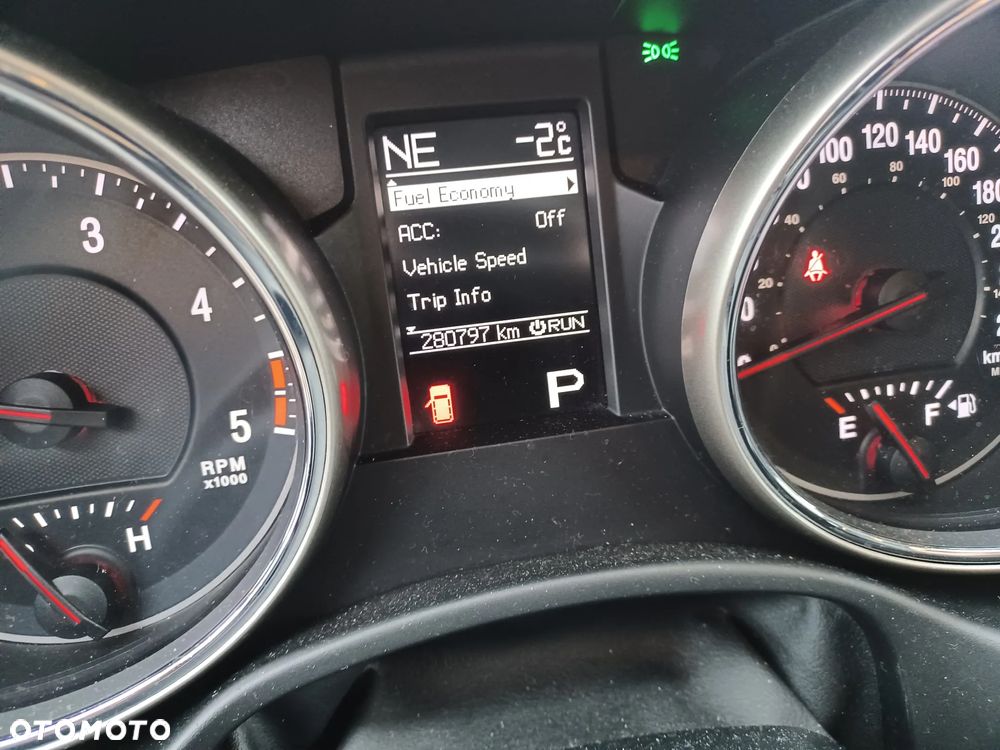 NE -2°C
Fuel Economy
ACC: Off
Vehicle Speed
Trip Info
280797 km RUN
P
3
4
5
RPM
x1000
H
100 120 140 160 180
20 40 60 80 100 120
km
E F
OTOMOTO